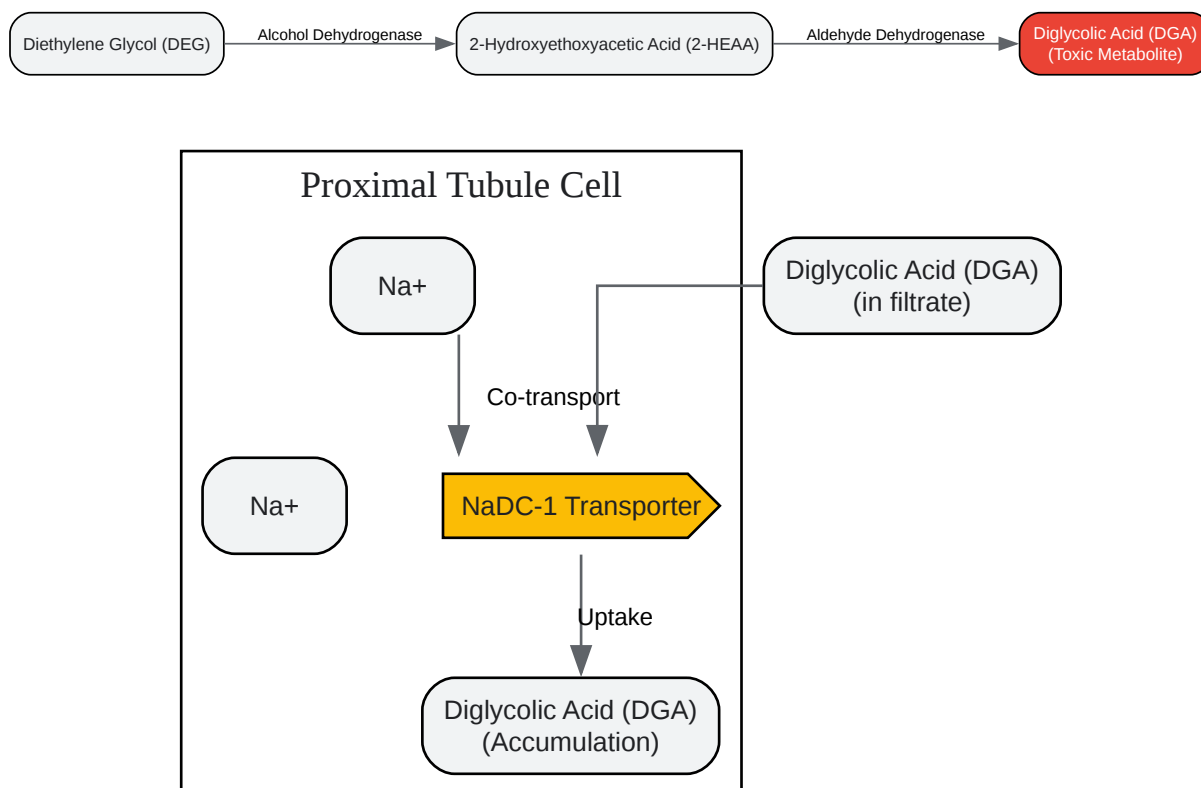 Diethylene Glycol (DEG)
Alcohol Dehydrogenase
2-Hydroxyethoxyacetic Acid (2-HEAA)
Aldehyde Dehydrogenase
Diglycolic Acid (DGA)
(Toxic Metabolite)
Proximal Tubule Cell
Na+
Diglycolic Acid (DGA)
(in filtrate)
Co-transport
Na+
NaDC-1 Transporter
Uptake
Diglycolic Acid (DGA)
(Accumulation)